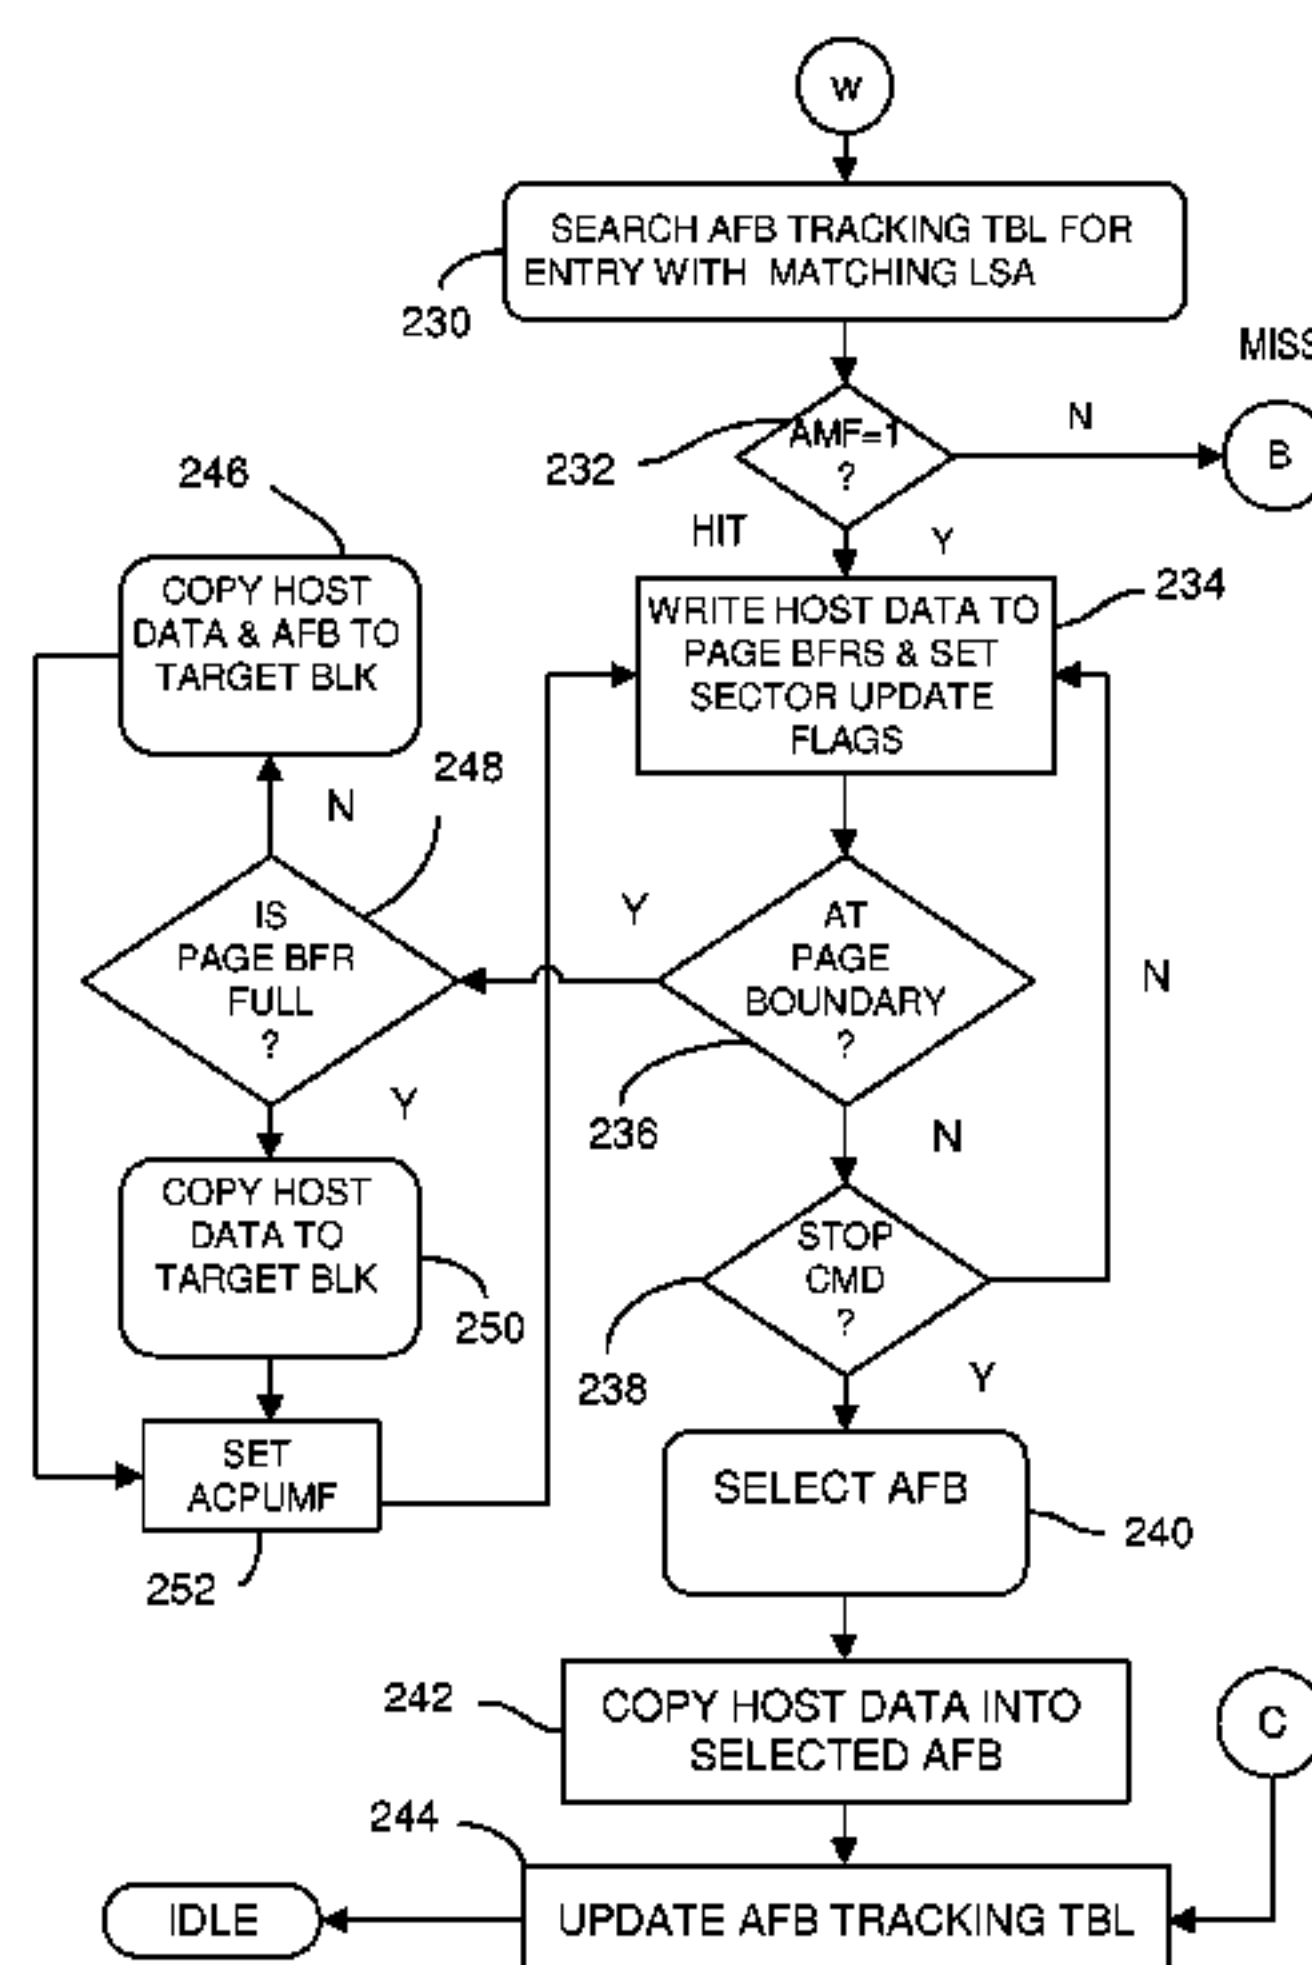 W
SEARCH AFB TRACKING TBL FOR
ENTRY WITH MATCHING LSA
230
MISS
AMF=1
?
N
B
232
HIT
Y
246
COPY HOST
DATA & AFB TO
TARGET BLK
WRITE HOST DATA TO
PAGE BFRS & SET
SECTOR UPDATE
FLAGS
234
248
N
IS
PAGE BFR
FULL
?
Y
AT
PAGE
BOUNDARY
?
N
Y
236
N
COPY HOST
DATA TO
TARGET BLK
250
STOP
CMD
?
238
Y
SET
ACPUMF
252
SELECT AFB
240
242
COPY HOST DATA INTO
SELECTED AFB
C
244
IDLE
UPDATE AFB TRACKING TBL